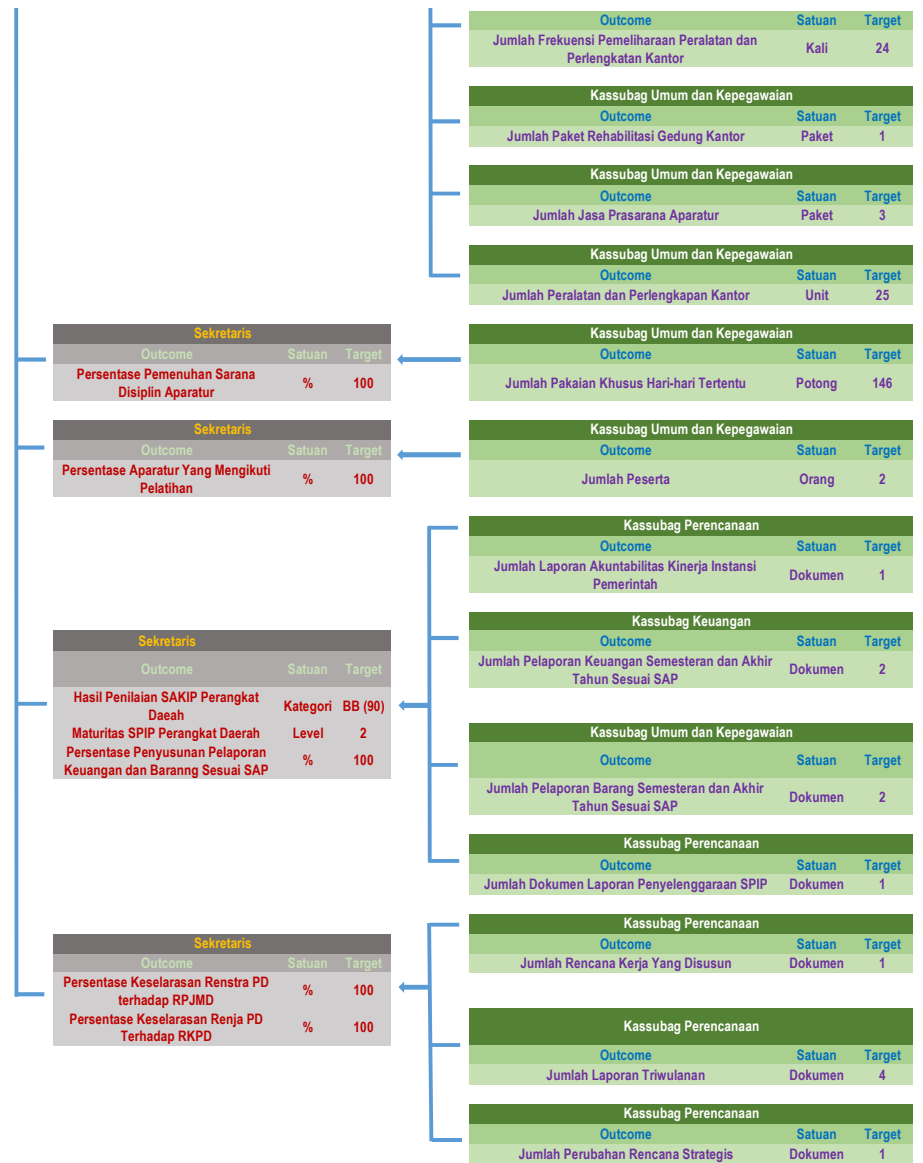 Outcome Satuan Target
Jumlah Frekuensi Pemeliharaan Peralatan dan
Perlengkatan Kantor
Kali 24
Kassubag Umum dan Kepegawaian
Outcome Satuan Target
Jumlah Paket Rehabilitasi Gedung Kantor Paket 1
Kassubag Umum dan Kepegawaian
Outcome Satuan Target
Jumlah Jasa Prasarana Aparatur Paket 3
Kassubag Umum dan Kepegawaian
Outcome Satuan Target
Jumlah Peralatan dan Perlengkapan Kantor Unit 25
Sekretaris
Outcome Satuan Target
Persentase Pemenuhan Sarana
Disiplin Aparatur
% 100
Kassubag Umum dan Kepegawaian
Outcome Satuan Target
Jumlah Pakaian Khusus Hari-hari Tertentu Potong 146
Sekretaris
Outcome Satuan Target
Persentase Aparatur Yang Mengikuti
Pelatihan
% 100
Kassubag Umum dan Kepegawaian
Outcome Satuan Target
Jumlah Peserta Orang 2
Kassubag Perencanaan
Outcome Satuan Target
Jumlah Laporan Akuntabilitas Kinerja Instansi
Pemerintah
Dokumen 1
Kassubag Keuangan
Outcome Satuan Target
Jumlah Pelaporan Keuangan Semesteran dan Akhir
Tahun Sesuai SAP
Dokumen 2
Sekretaris
Outcome Satuan Target
Hasil Penilaian SAKIP Perangkat
Daeah
Kategori BB (90)
Maturitas SPIP Perangkat Daerah Level 2
Persentase Penyusunan Pelaporan
Keuangan dan Baranng Sesuai SAP
% 100
Kassubag Umum dan Kepegawaian
Outcome Satuan Target
Jumlah Pelaporan Barang Semesteran dan Akhir
Tahun Sesuai SAP
Dokumen 2
Kassubag Perencanaan
Outcome Satuan Target
Jumlah Dokumen Laporan Penyelenggaraan SPIP Dokumen 1
Sekretaris
Outcome Satuan Target
Persentase Keselarasan Renstra PD
terhadap RPJMD
% 100
Persentase Keselarasan Renja PD
Terhadap RKPD
% 100
Kassubag Perencanaan
Outcome Satuan Target
Jumlah Rencana Kerja Yang Disusun Dokumen 1
Kassubag Perencanaan
Outcome Satuan Target
Jumlah Laporan Triwulanan Dokumen 4
Kassubag Perencanaan
Outcome Satuan Target
Jumlah Perubahan Rencana Strategis Dokumen 1